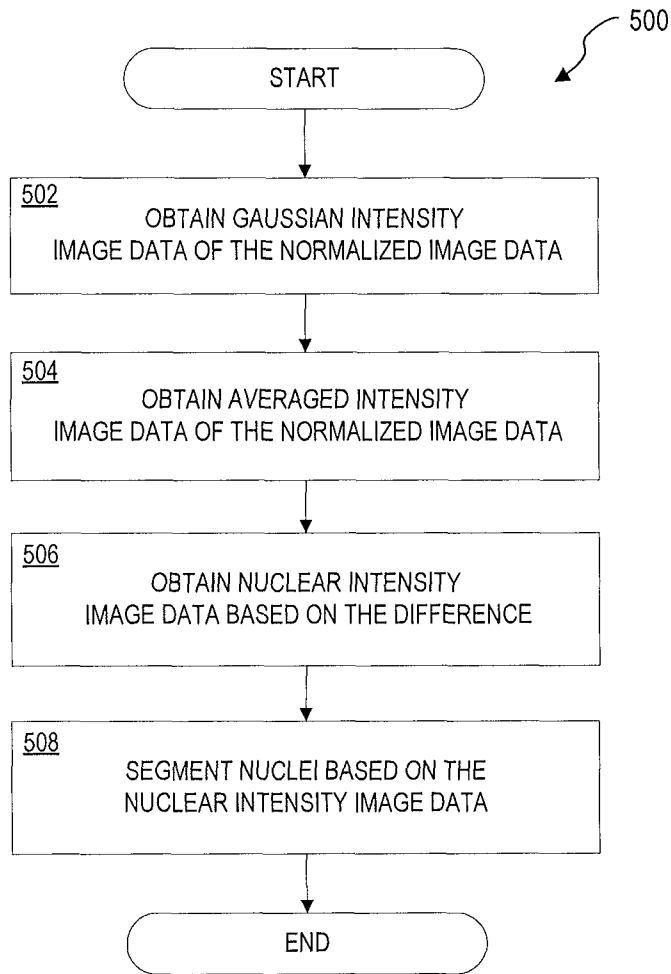 500
START
502
OBTAIN GAUSSIAN INTENSITY
IMAGE DATA OF THE NORMALIZED IMAGE DATA
504
OBTAIN AVERAGED INTENSITY
IMAGE DATA OF THE NORMALIZED IMAGE DATA
506
OBTAIN NUCLEAR INTENSITY
IMAGE DATA BASED ON THE DIFFERENCE
508
SEGMENT NUCLEI BASED ON THE
NUCLEAR INTENSITY IMAGE DATA
END